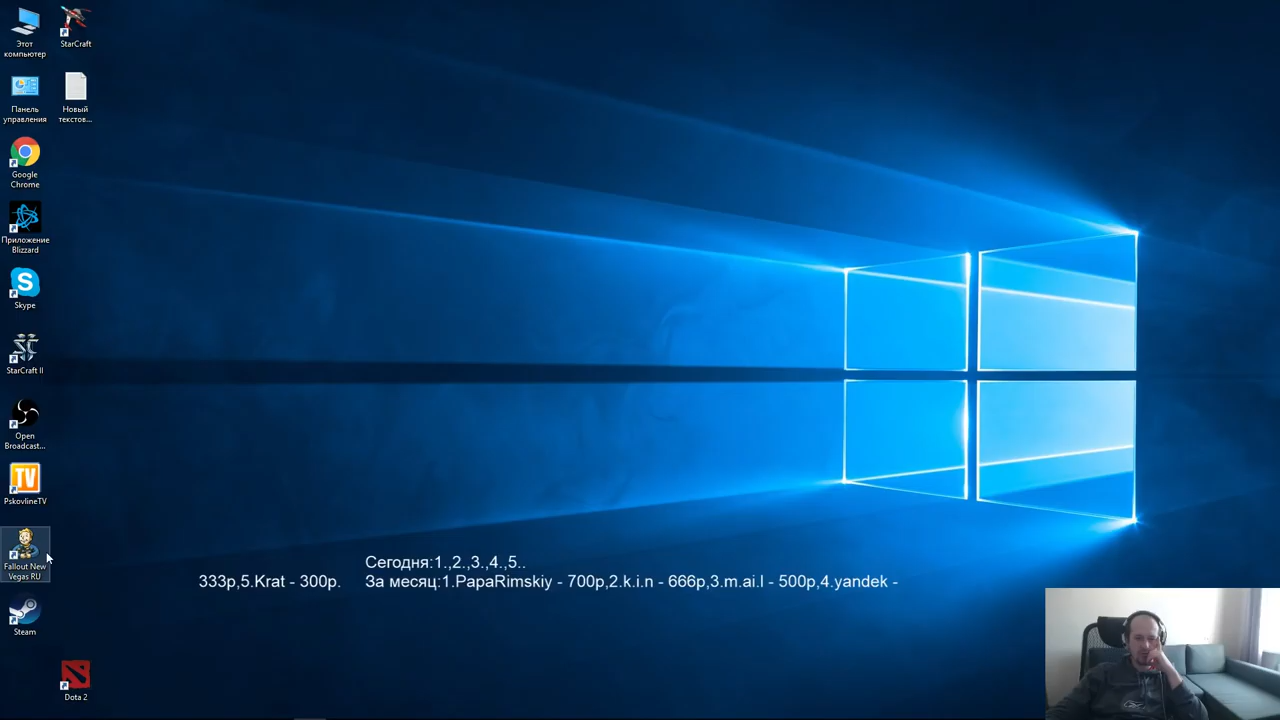 Этот
компьютер
StarCraft
Панель
управления
Новый
текстов...
Google
Chrome
Приложение
Blizzard
Skype
StarCraft II
Open
Broadcast...
TV
PskovlineTV
Fallout New
Vegas RU
Steam
Dota 2
Сегодня:1.,2.,3.,4.,5..
333р,5.Krat - 300р. За месяц:1.PapaRimskiy - 700р,2.k.i.n - 666р,3.m.ai.l - 500р,4.yandek -